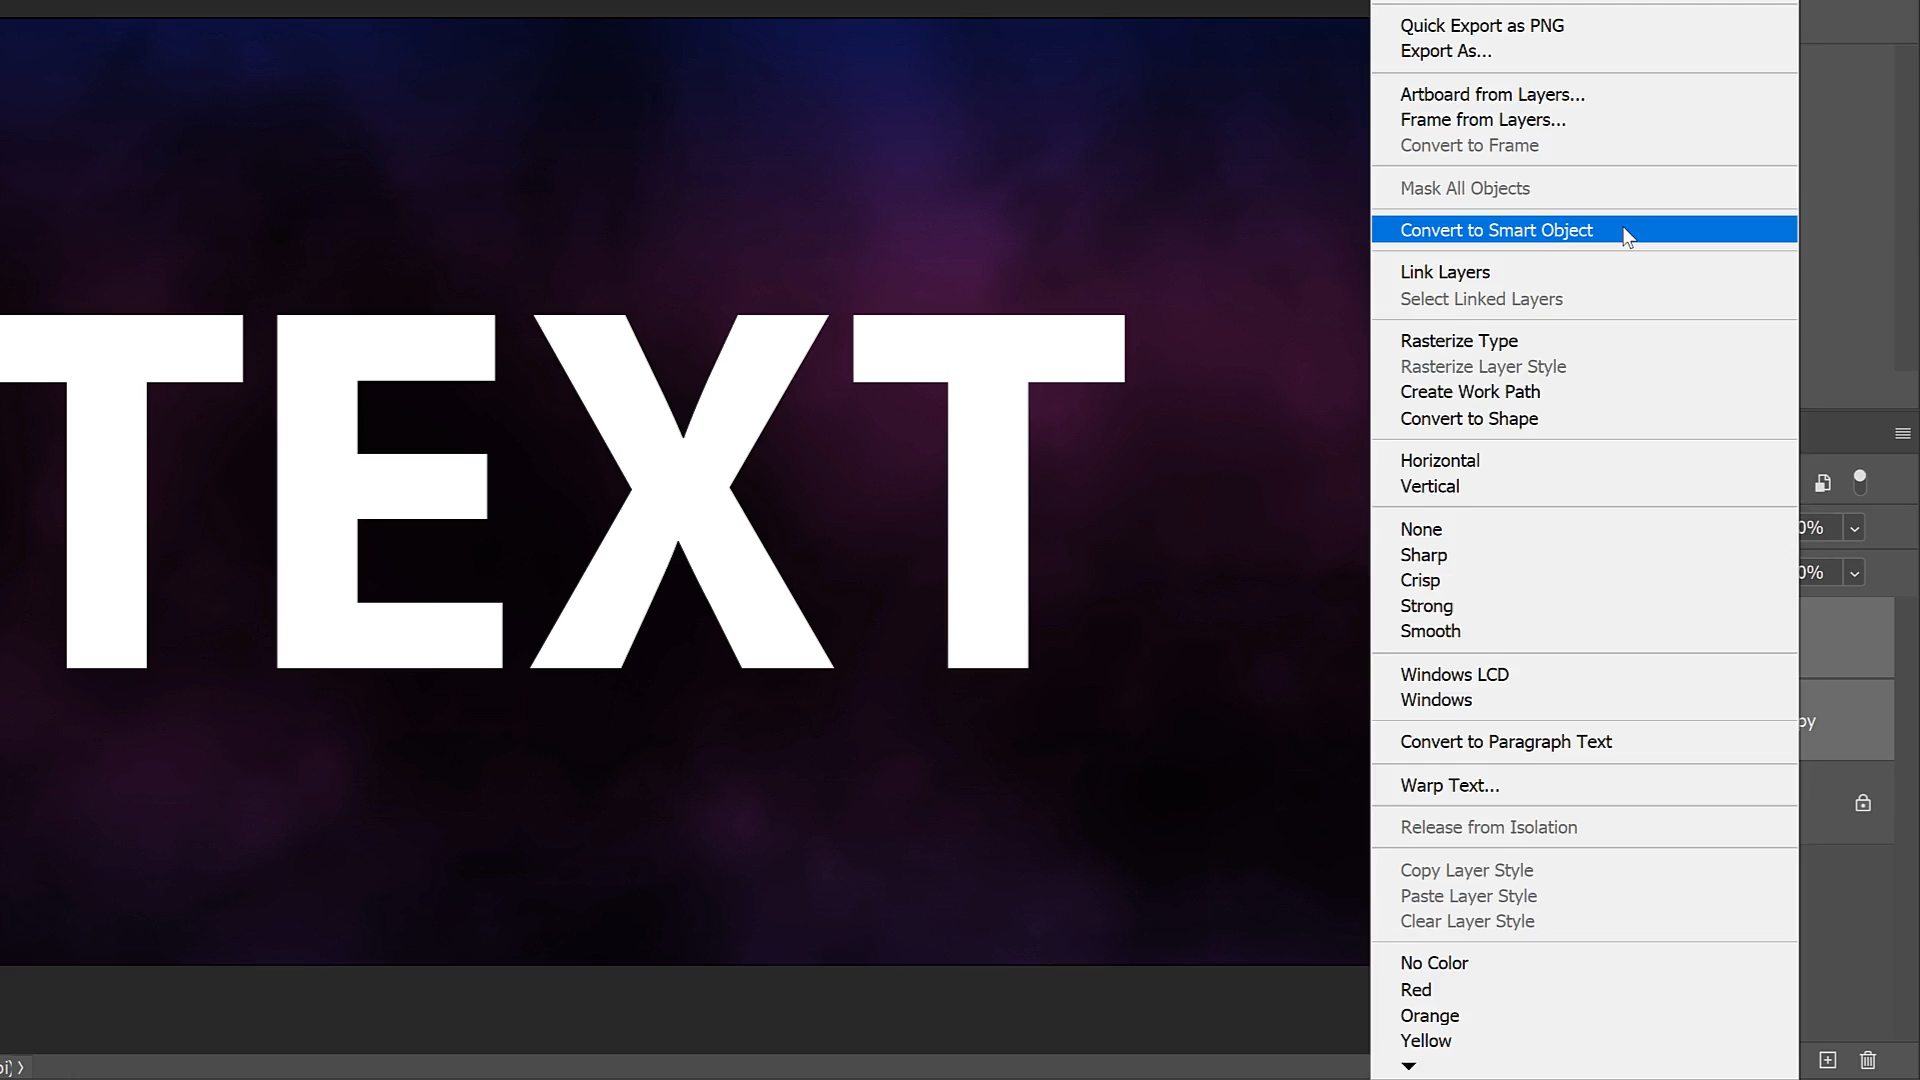 TEXT
Quick Export as PNG
Export As...
Artboard from Layers...
Frame from Layers...
Convert to Frame
Mask All Objects
Convert to Smart Object
Link Layers
Select Linked Layers
Rasterize Type
Rasterize Layer Style
Create Work Path
Convert to Shape
Horizontal
Vertical
None
Sharp
Crisp
Strong
Smooth
Windows LCD
Windows
Convert to Paragraph Text
Warp Text...
Release from Isolation
Copy Layer Style
Paste Layer Style
Clear Layer Style
No Color
Red
Orange
Yellow
0%
0%
py